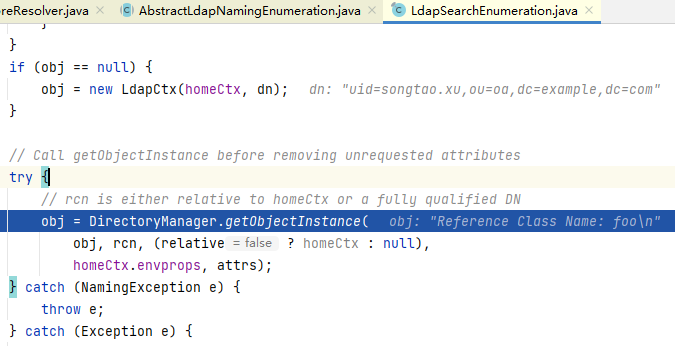 reResolver.java × AbstractLdapNamingEnumeration.java × LdapSearchEnumeration.java ×
}
}
if (obj == null) {
obj = new LdapCtx(homeCtx, dn); dn: "uid=songtao.xu,ou=oa,dc=example,dc=com"
}
// Call getObjectInstance before removing unrequested attributes
try {
// rcn is either relative to homeCtx or a fully qualified DN
obj = DirectoryManager.getObjectInstance( obj: "Reference Class Name: foo\n"
obj, rcn, (relative = false ? homeCtx : null),
homeCtx.envprops, attrs);
} catch (NamingException e) {
throw e;
} catch (Exception e) {